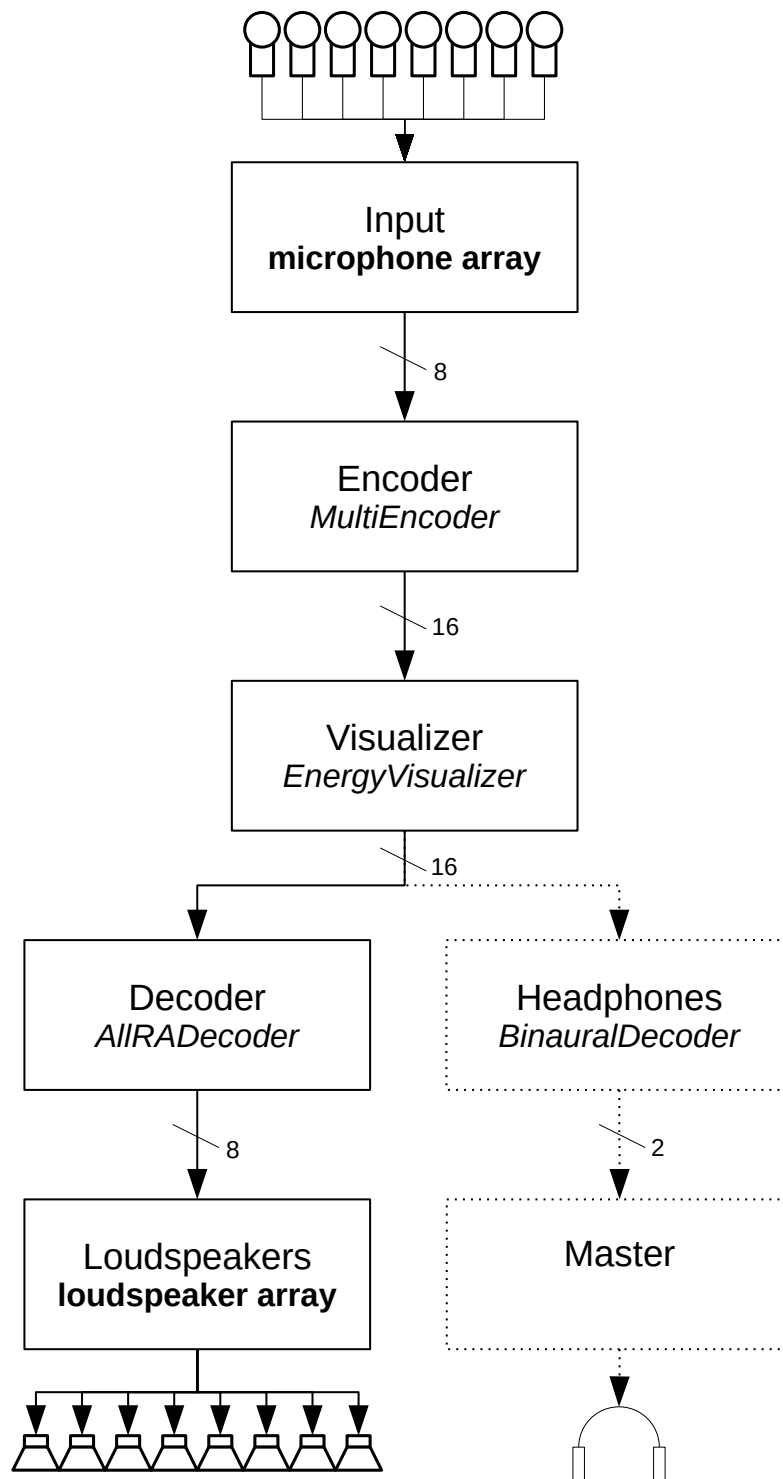 Input
microphone array
8
Encoder
MultiEncoder
16
Visualizer
EnergyVisualizer
16
Decoder
AllRADecoder
Headphones
BinauralDecoder
8
2
Loudspeakers
loudspeaker array
Master